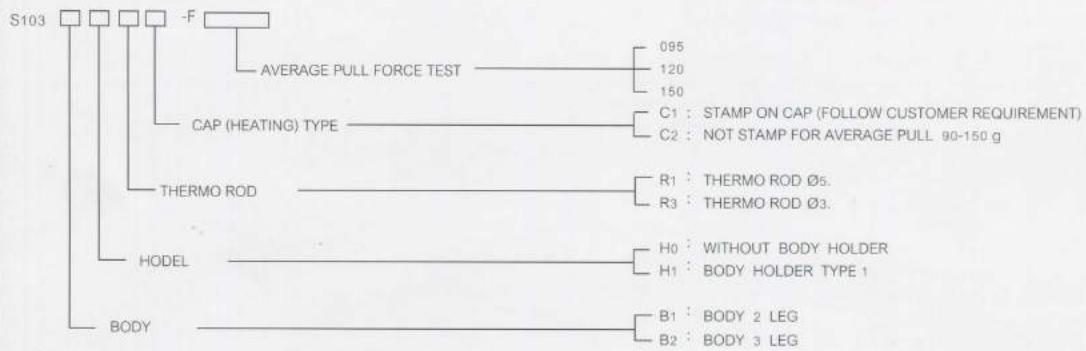 S103 -F
AVERAGE PULL FORCE TEST
095
120
150
CAP (HEATING) TYPE
C1 : STAMP ON CAP (FOLLOW CUSTOMER REQUIREMENT)
C2 : NOT STAMP FOR AVERAGE PULL 90-150 g
THERMO ROD
R1 : THERMO ROD Ø5.
R3 : THERMO ROD Ø3.
HODEL
H0 : WITHOUT BODY HOLDER
H1 : BODY HOLDER TYPE 1
BODY
B1 : BODY 2 LEG
B2 : BODY 3 LEG